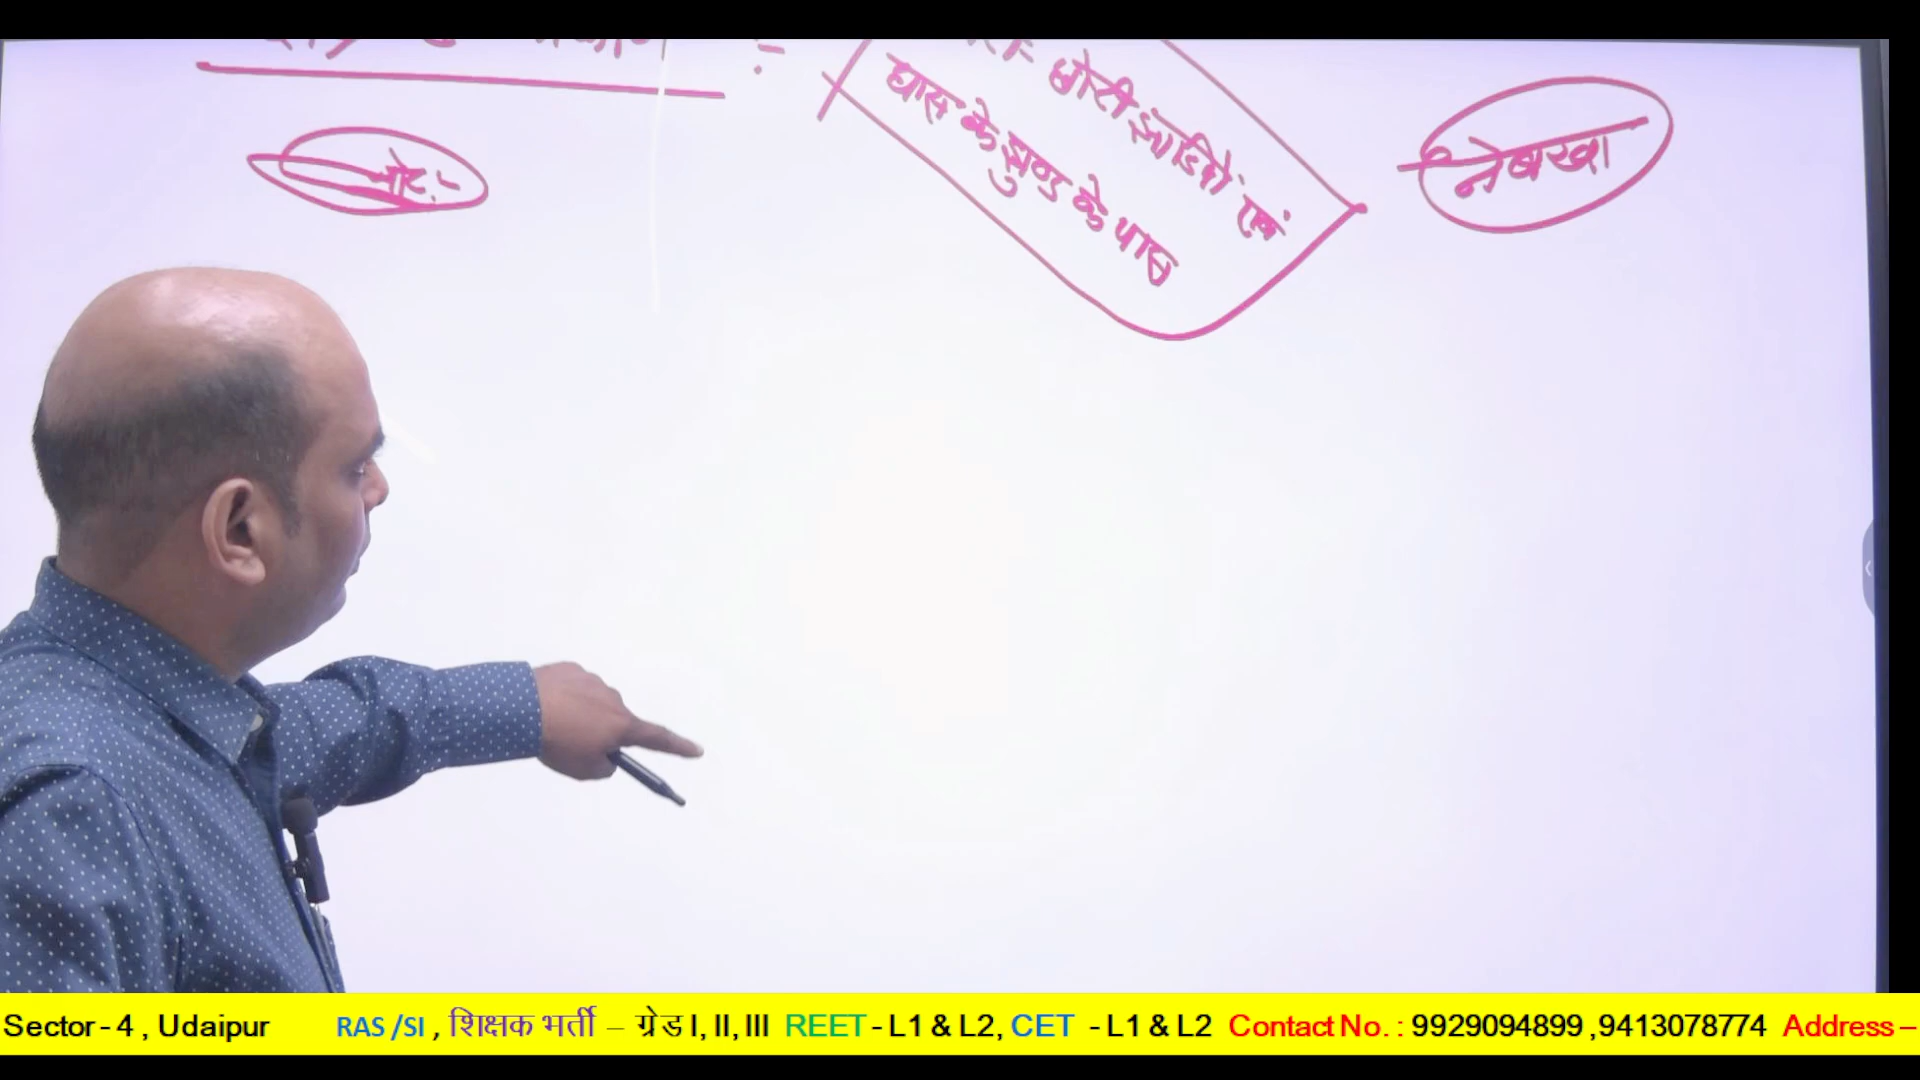 छोटी झाड़ियों एवं
घास के झुण्ड के पास
नोट:-
नेबखा
Sector - 4 , Udaipur RAS /SI , शिक्षक भर्ती – ग्रेड I, II, III REET - L1 & L2, CET - L1 & L2 Contact No. : 9929094899 ,9413078774 Address –